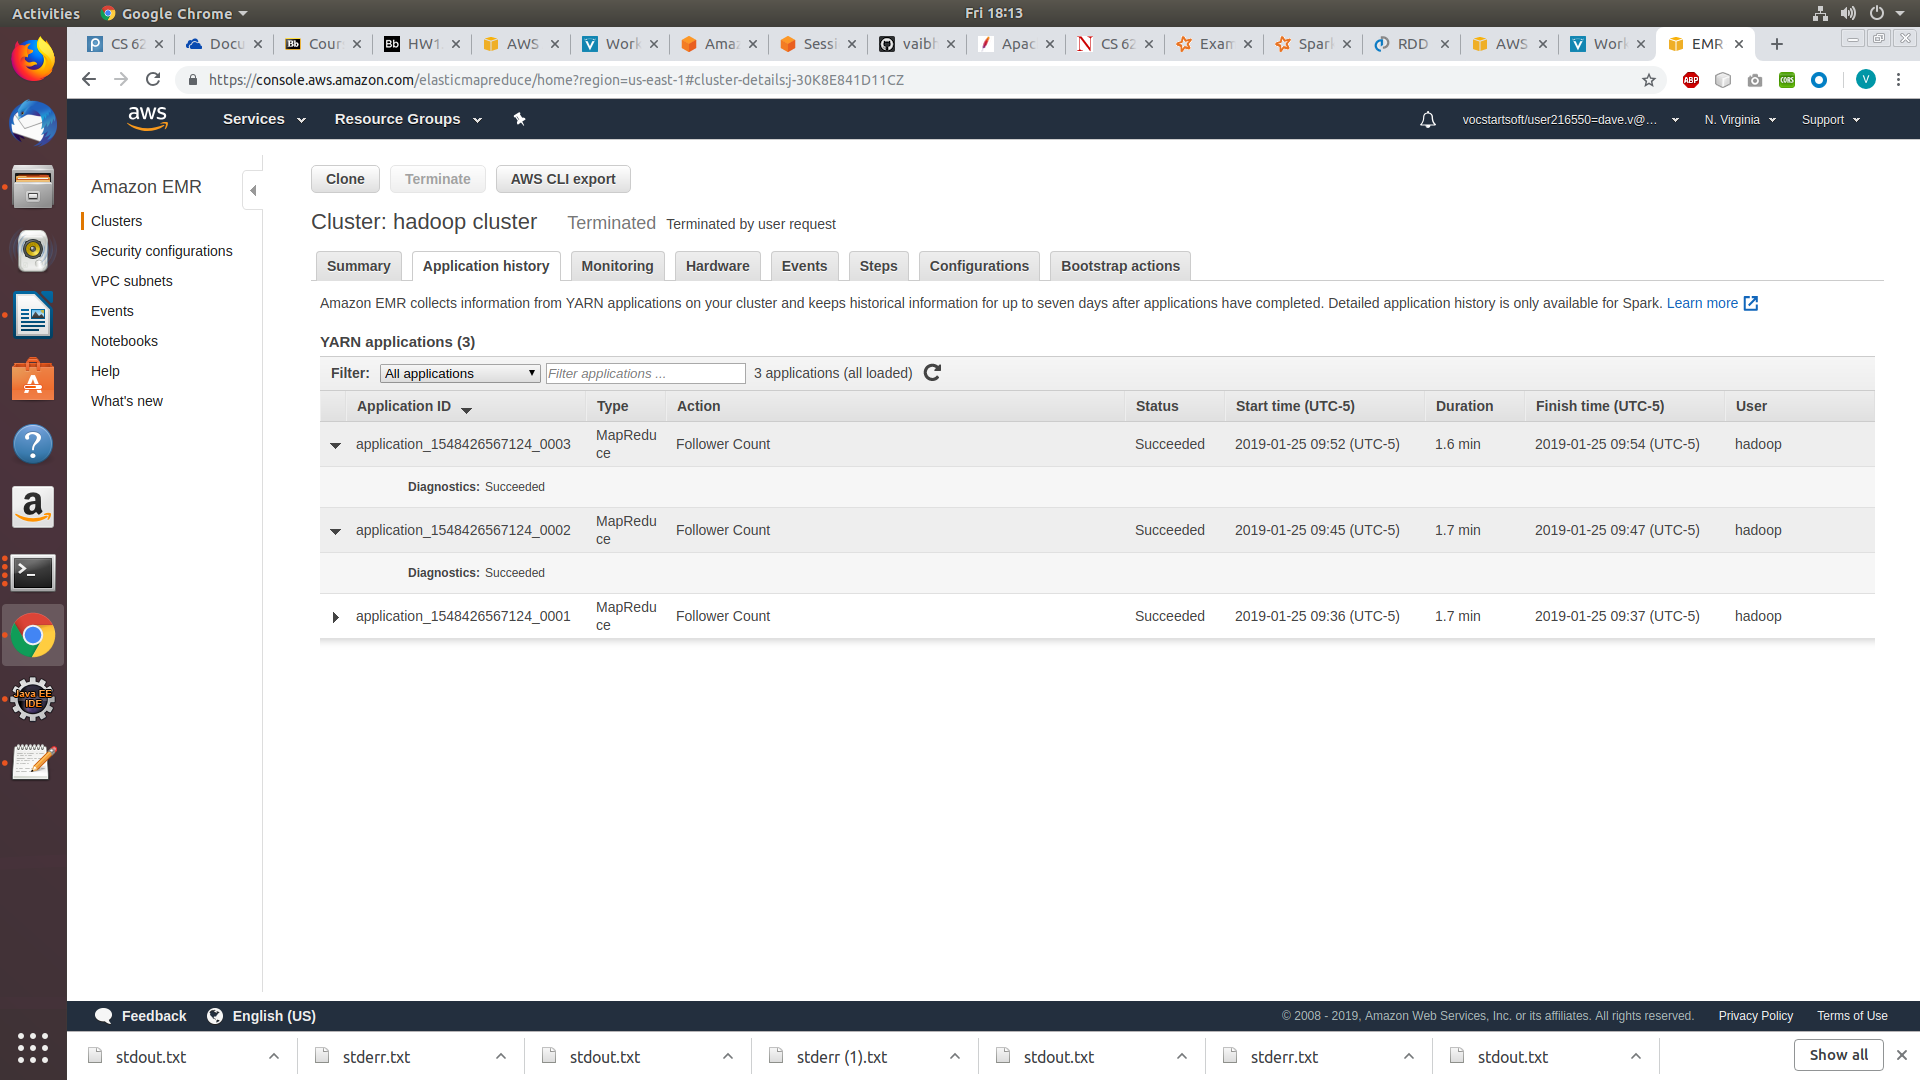 Activities
Google Chrome
Fri 18:13
CS 62
Docu
Bb
Cour
Bb
HW1
AWS
Work
Amaz
Sessi
vaibh
Apac
CS 62
Exam
Spark
RDD
AWS
Work
EMR
https://console.aws.amazon.com/elasticmapreduce/home?region=us-east-1#cluster-details:j-30K8E841D11CZ
ABP
CORS
V
aws
Services
Resource Groups
vocstartsoft/user216550=dave.v@...
N. Virginia
Support
Amazon EMR
Clusters
Security configurations
VPC subnets
Events
Notebooks
Help
What's new
Clone
Terminate
AWS CLI export
Cluster: hadoop cluster
Terminated
Terminated by user request
Summary
Application history
Monitoring
Hardware
Events
Steps
Configurations
Bootstrap actions
Amazon EMR collects information from YARN applications on your cluster and keeps historical information for up to seven days after applications have completed. Detailed application history is only available for Spark. Learn more
YARN applications (3)
Filter: All applications Filter applications ... 3 applications (all loaded)
Application ID Type Action Status Start time (UTC-5) Duration Finish time (UTC-5) User
application_1548426567124_0003 MapReduce Follower Count Succeeded 2019-01-25 09:52 (UTC-5) 1.6 min 2019-01-25 09:54 (UTC-5) hadoop
Diagnostics: Succeeded
application_1548426567124_0002 MapReduce Follower Count Succeeded 2019-01-25 09:45 (UTC-5) 1.7 min 2019-01-25 09:47 (UTC-5) hadoop
Diagnostics: Succeeded
application_1548426567124_0001 MapReduce Follower Count Succeeded 2019-01-25 09:36 (UTC-5) 1.7 min 2019-01-25 09:37 (UTC-5) hadoop
Java EE
IDE
Feedback
English (US)
© 2008 - 2019, Amazon Web Services, Inc. or its affiliates. All rights reserved.
Privacy Policy
Terms of Use
stdout.txt
stderr.txt
stdout.txt
stderr (1).txt
stdout.txt
stderr.txt
stdout.txt
Show all